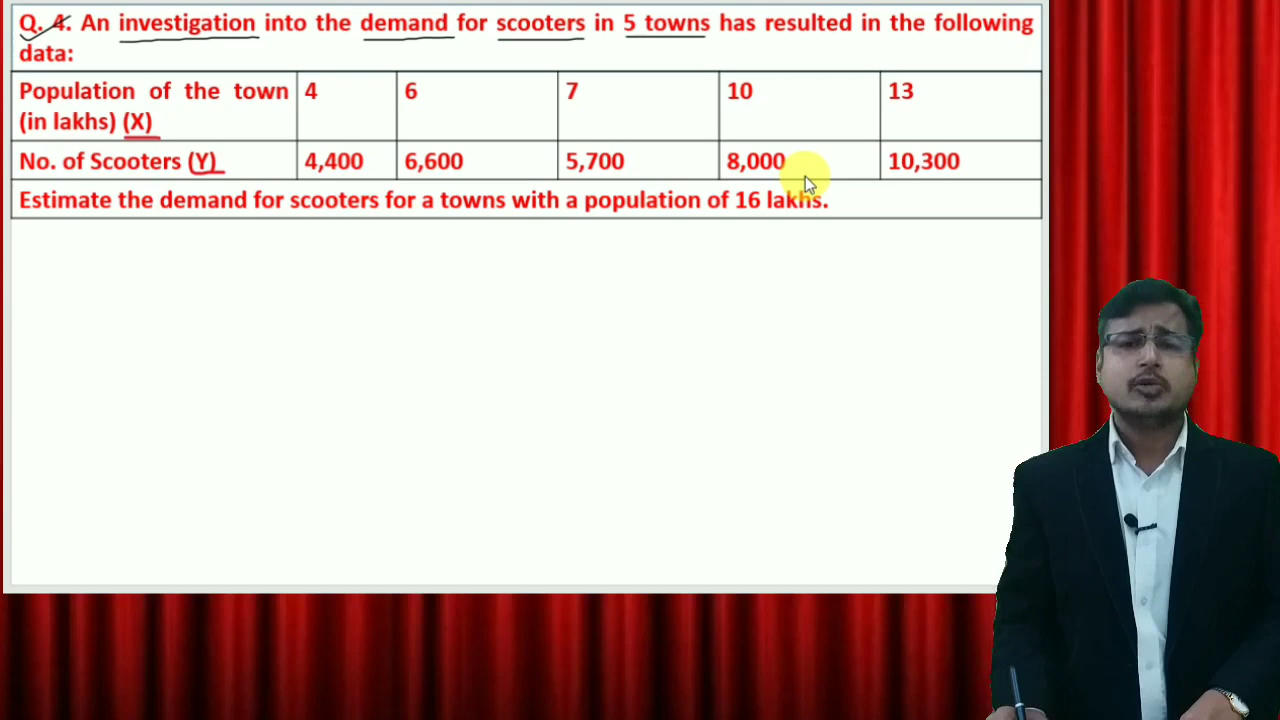 Q. 4. An investigation into the demand for scooters in 5 towns has resulted in the following
data:
Population of the town 4 6 7 10 13
(in lakhs) (X)
No. of Scooters (Y) 4,400 6,600 5,700 8,000 10,300
Estimate the demand for scooters for a towns with a population of 16 lakhs.